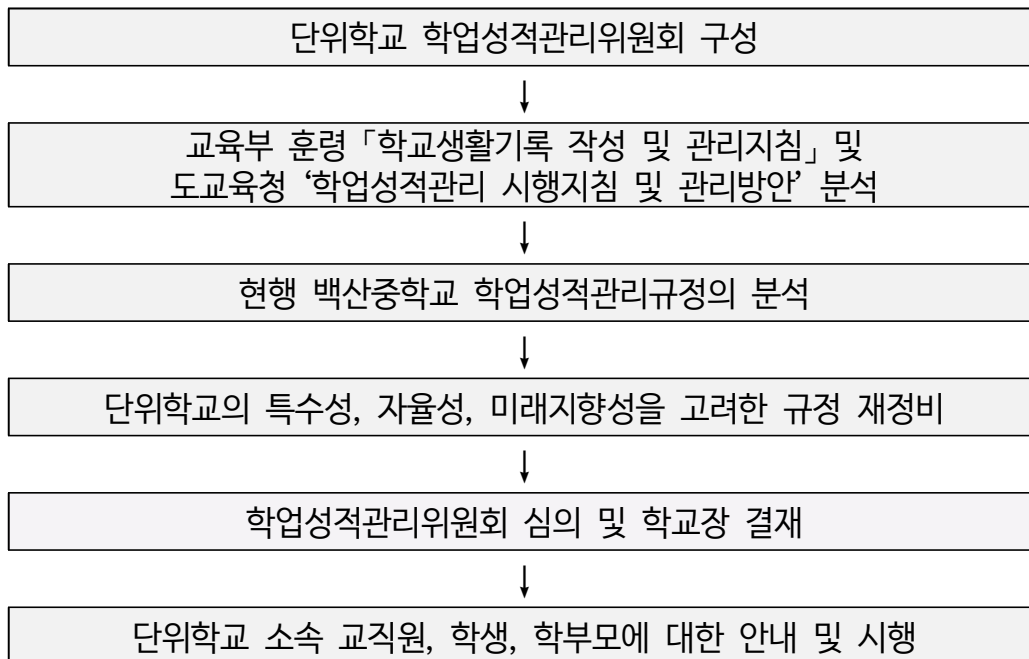 단위학교 학업성적관리위원회 구성
교육부 훈령「학교생활기록 작성 및 관리지침」및
도교육청 ‘학업성적관리 시행지침 및 관리방안’ 분석
현행 백산중학교 학업성적관리규정의 분석
단위학교의 특수성, 자율성, 미래지향성을 고려한 규정 재정비
학업성적관리위원회 심의 및 학교장 결재
단위학교 소속 교직원, 학생, 학부모에 대한 안내 및 시행